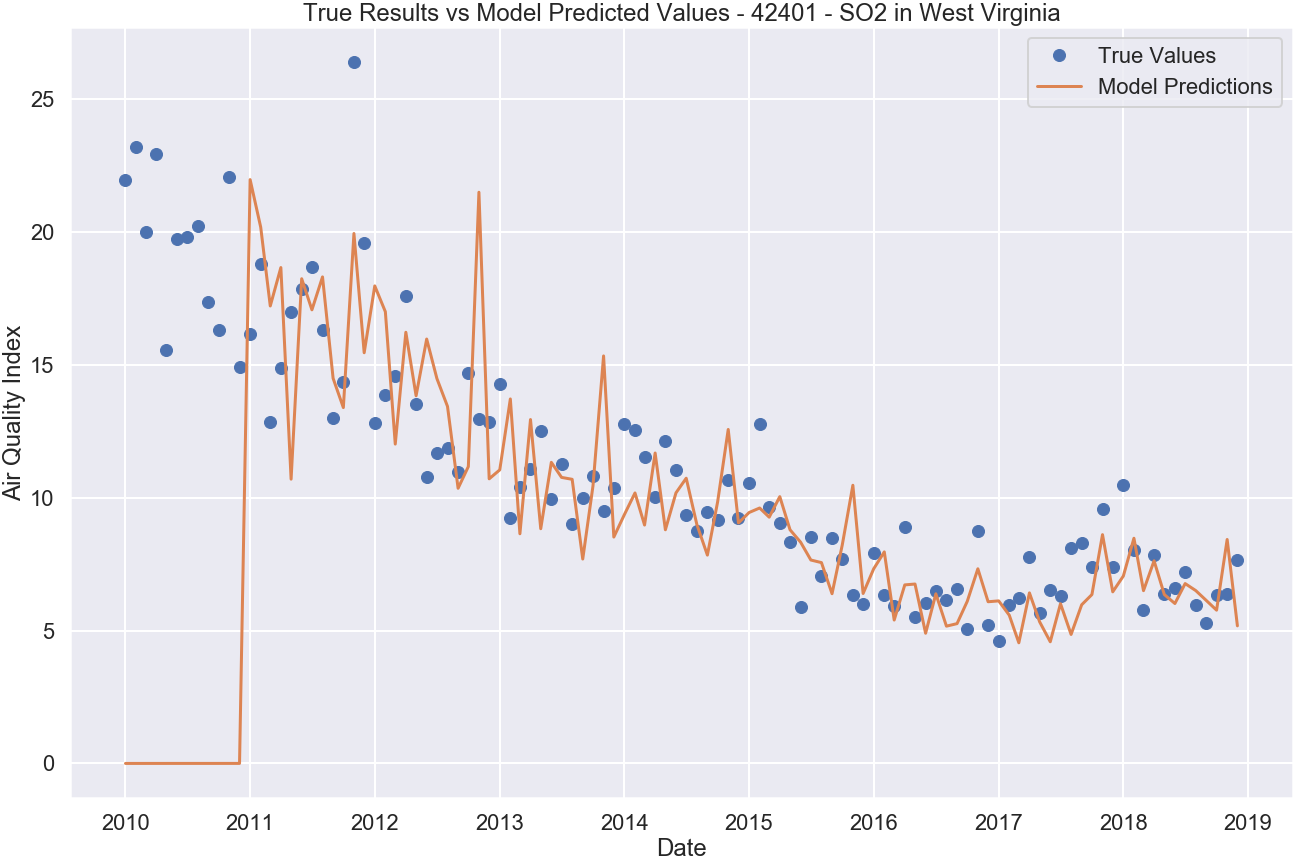 True Results vs Model Predicted Values - 42401 - SO2 in West Virginia
True Values
Model Predictions
Air Quality Index
25
20
15
10
5
0
2010 2011 2012 2013 2014 2015 2016 2017 2018 2019
Date